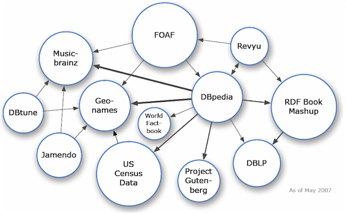 FOAF
Revyu
Music-
brainz
DBpedia
RDF Book
Mashup
DBtune
Geo-
names
World
Fact-
book
Jamendo
US
Census
Data
Project
Guten-
berg
DBLP
As of May 2007